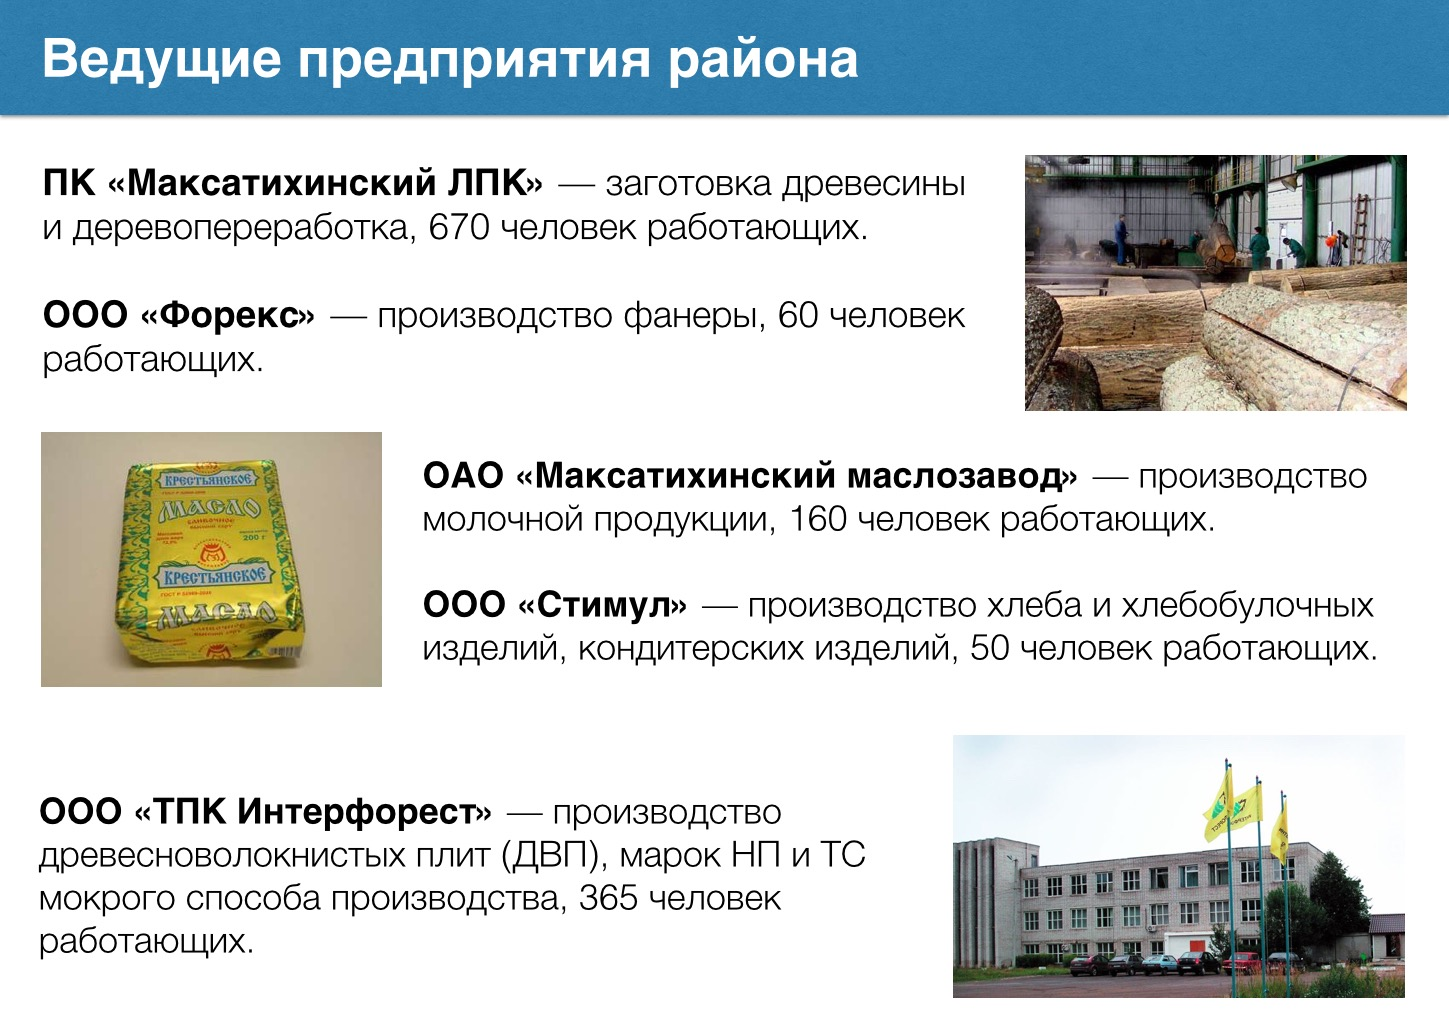 Ведущие предприятия района
ПК «Максатихинский ЛПК» — заготовка древесины
и деревопереработка, 670 человек работающих.
ООО «Форекс» — производство фанеры, 60 человек
работающих.
КРЕСТЬЯНСКОЕ
МАСЛО
СЛИВОЧНОЕ
200 г
КРЕСТЬЯНСКОЕ
МАСЛО
ОАО «Максатихинский маслозавод» — производство
молочной продукции, 160 человек работающих.
ООО «Стимул» — производство хлеба и хлебобулочных
изделий, кондитерских изделий, 50 человек работающих.
ООО «ТПК Интерфорест» — производство
древесноволокнистых плит (ДВП), марок НП и ТС
мокрого способа производства, 365 человек
работающих.